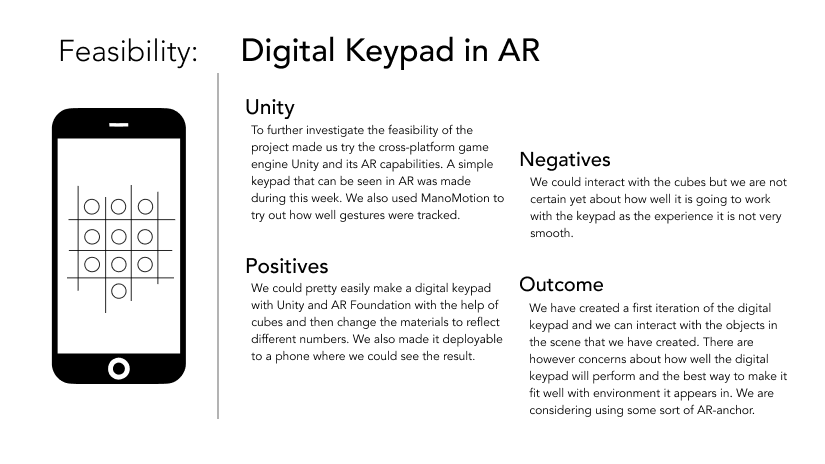 Feasibility: Digital Keypad in AR
Unity
To further investigate the feasibility of the
project made us try the cross-platform game
engine Unity and its AR capabilities. A simple
keypad that can be seen in AR was made
during this week. We also used ManoMotion to
try out how well gestures were tracked.
Positives
We could pretty easily make a digital keypad
with Unity and AR Foundation with the help of
cubes and then change the materials to reflect
different numbers. We also made it deployable
to a phone where we could see the result.
Negatives
We could interact with the cubes but we are not
certain yet about how well it is going to work
with the keypad as the experience it is not very
smooth.
Outcome
We have created a first iteration of the digital
keypad and we can interact with the objects in
the scene that we have created. There are
however concerns about how well the digital
keypad will perform and the best way to make it
fit well with environment it appears in. We are
considering using some sort of AR-anchor.